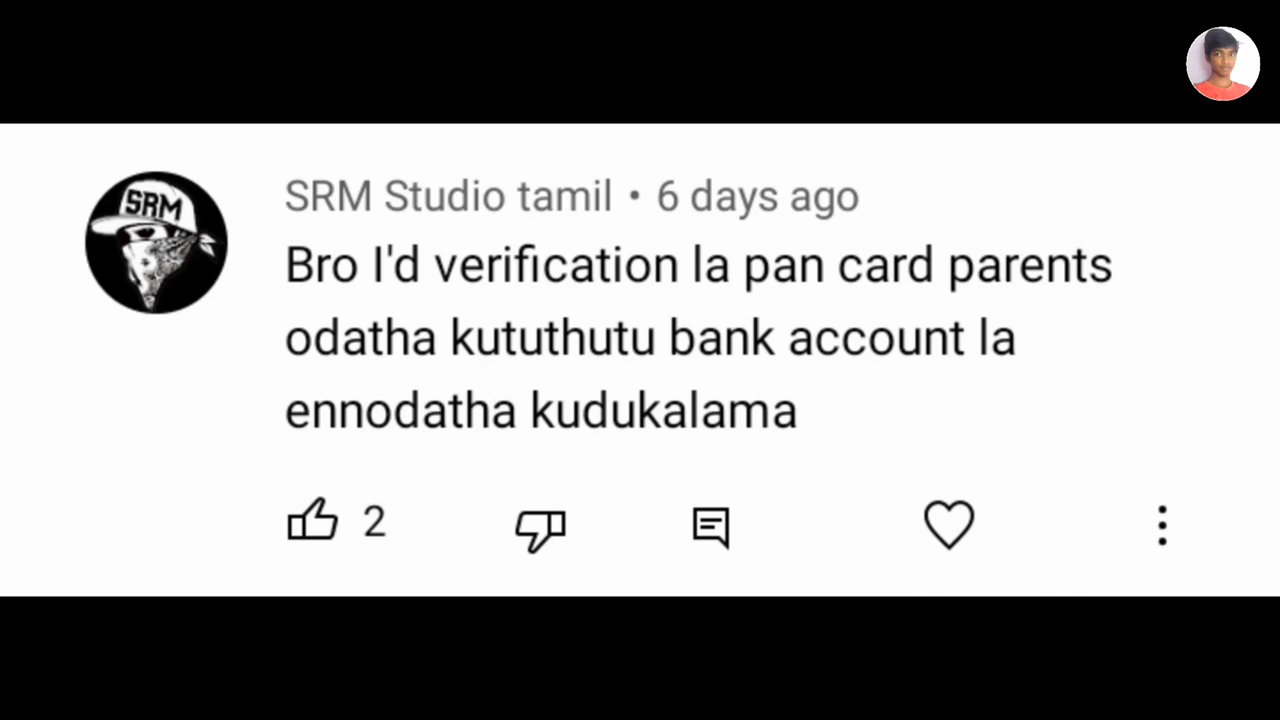 SRM
SRM Studio tamil • 6 days ago
Bro I'd verification la pan card parents
odatha kututhutu bank account la
ennodatha kudukalama
2